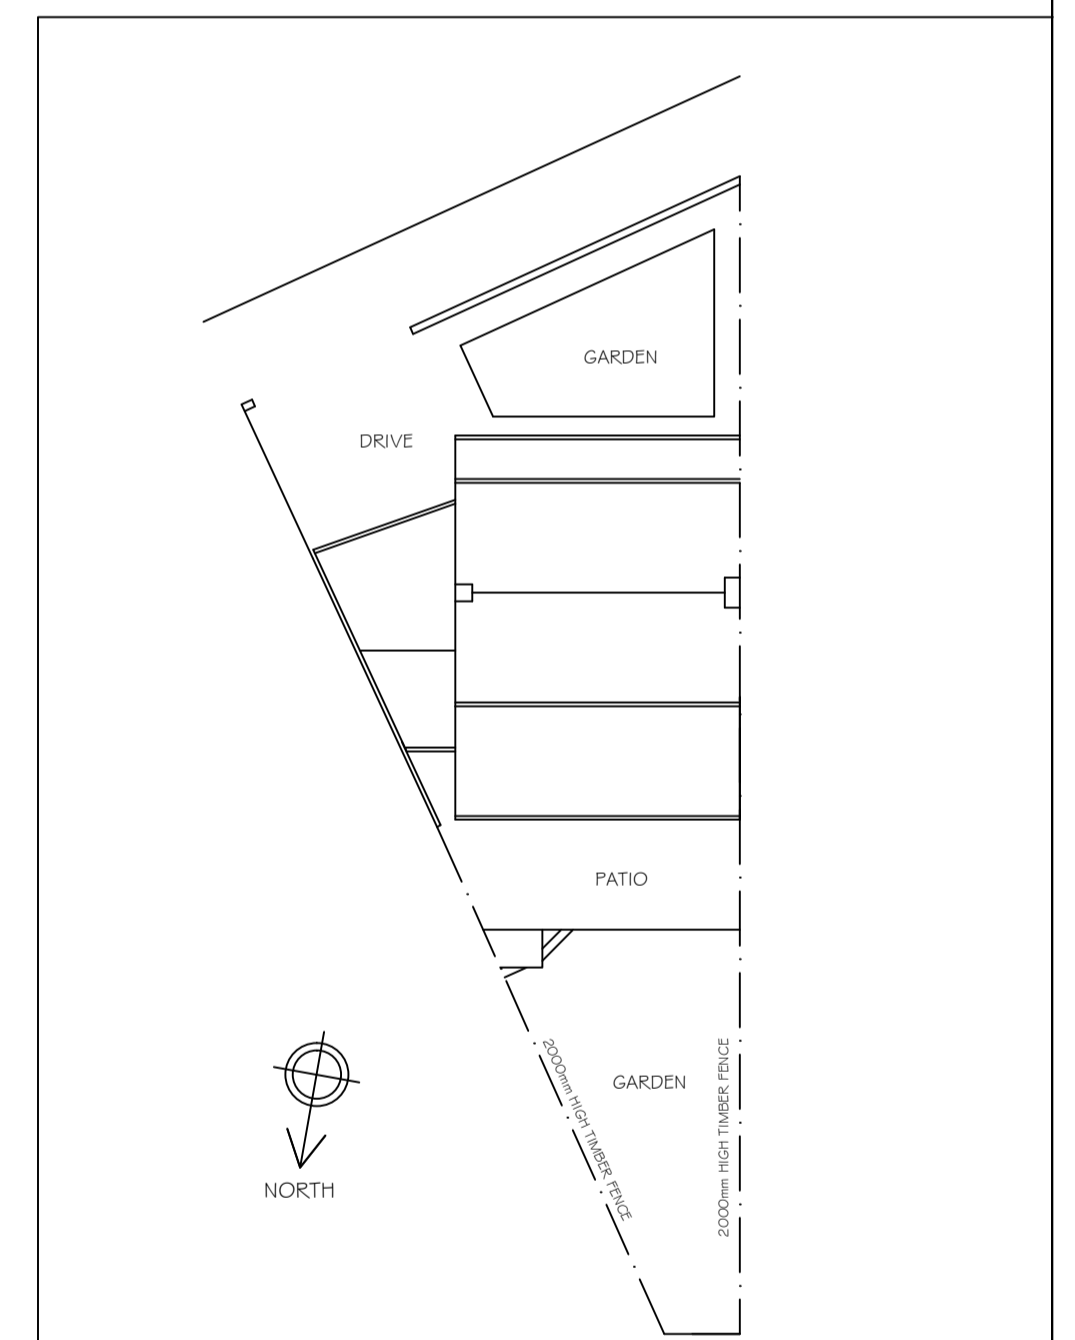 GARDEN
DRIVE
PATIO
2000mm HIGH TIMBER FENCE
GARDEN
2000mm HIGH TIMBER FENCE
NORTH